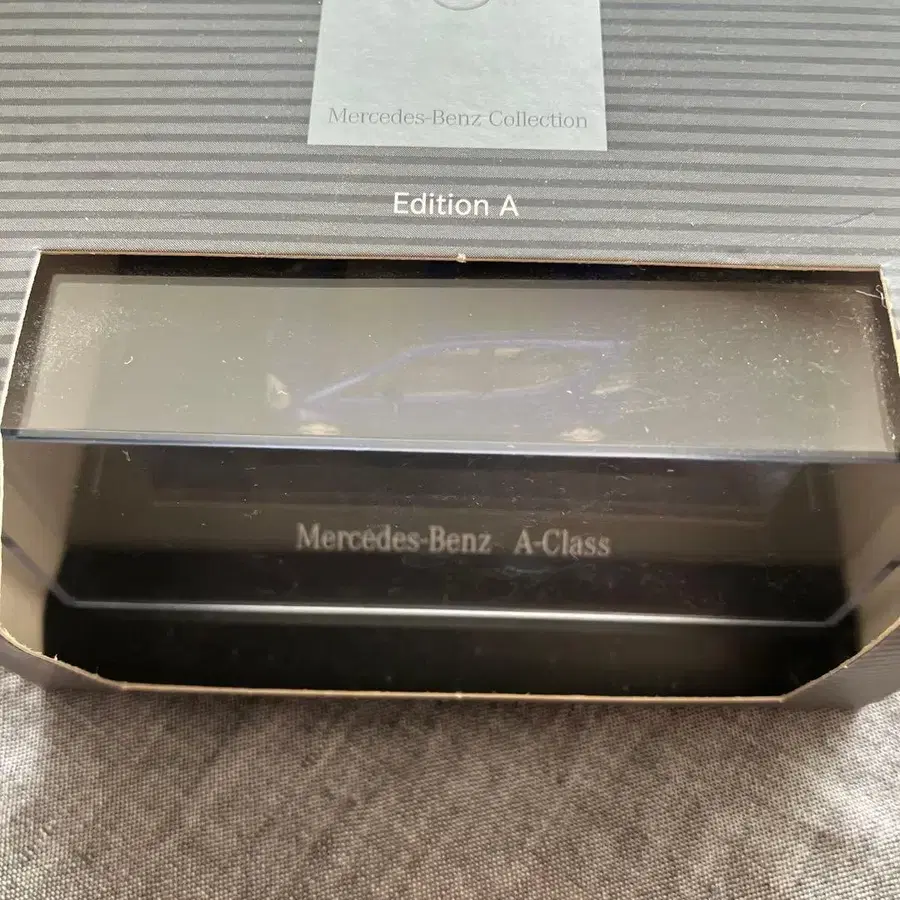 Mercedes-Benz Collection
Edition A
Mercedes-Benz A-Class